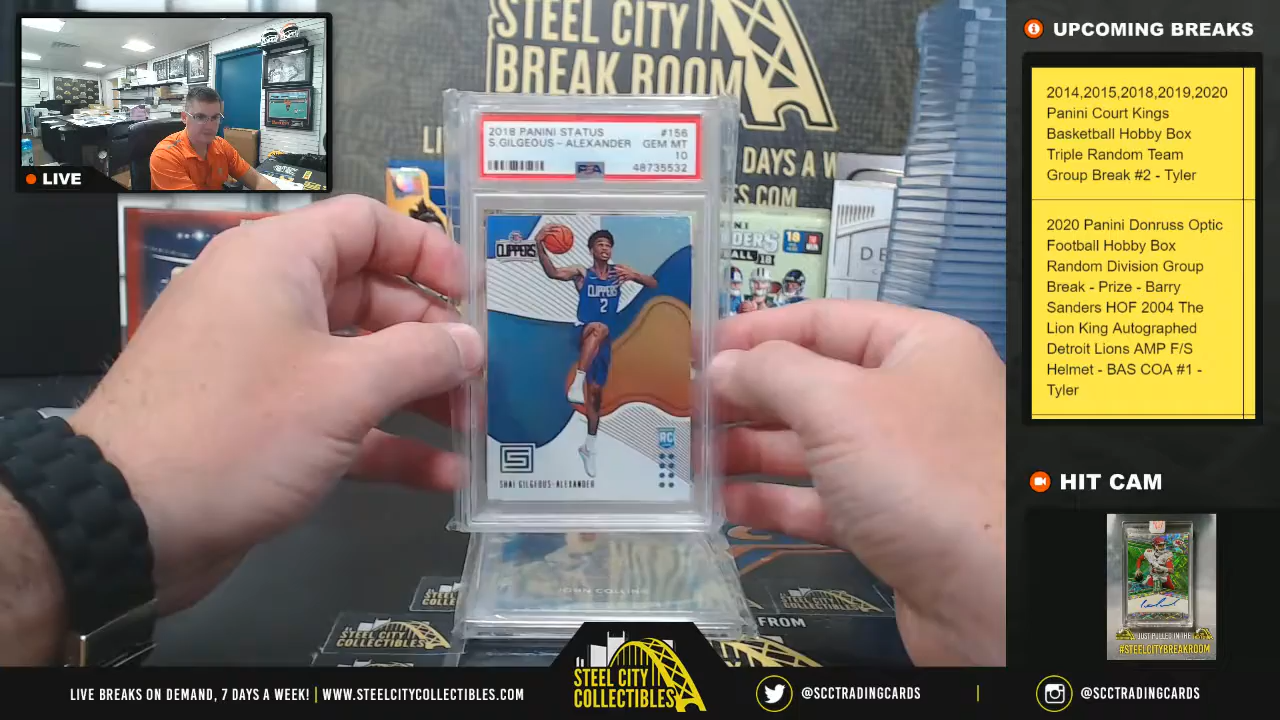 STEEL CITY
BREAK ROOM
LIVE
2018 PANINI STATUS #156
S.GILGEOUS - ALEXANDER GEM MT
10
PSA 48735532
DAYS A W
S.COM
CLIPPERS
CLIPPERS
2
RC
S
SHAI GILGEOUS-ALEXANDER
JOHN COLLINS
STEEL CITY
COLLECTIBLES
FROM
UPCOMING BREAKS
2014,2015,2018,2019,2020
Panini Court Kings
Basketball Hobby Box
Triple Random Team
Group Break #2 - Tyler
2020 Panini Donruss Optic
Football Hobby Box
Random Division Group
Break - Prize - Barry
Sanders HOF 2004 The
Lion King Autographed
Detroit Lions AMP F/S
Helmet - BAS COA #1 -
Tyler
HIT CAM
JUST PULLED IN THE
#STEELCITYBREAKROOM
LIVE BREAKS ON DEMAND, 7 DAYS A WEEK! | WWW.STEELCITYCOLLECTIBLES.COM
STEEL CITY
COLLECTIBLES
@SCCTRADINGCARDS
@SCCTRADINGCARDS